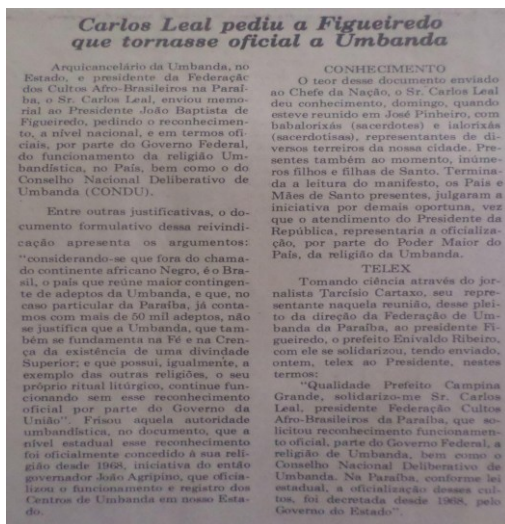 Carlos Leal pediu a Figueiredo
que tornasse oficial a Umbanda
Arquicancelário da Umbanda, no
Estado, e presidente da Federação
dos Cultos Afro-Brasileiros na Paraí-
ba, o Sr. Carlos Leal, enviou memo-
rial ao Presidente João Baptista de
Figueiredo, pedindo o reconhecimen-
to, a nível nacional, e em termos ofi-
ciais, por parte do Governo Federal,
do funcionamento da religião Um-
bandística, no País, bem como o do
Conselho Nacional Deliberativo de
Umbanda (CONDU).
Entre outras justificativas, o do-
cumento formulativo dessa reivindi-
cação apresenta os argumentos:
"considerando-se que fora do chama-
do continente africano Negro, é o Bra-
sil, o país que reúne maior contingen-
te de adeptos da Umbanda, e que, no
caso particular da Paraíba, já conta-
mos com mais de 50 mil adeptos, não
se justifica que a Umbanda, que tam-
bém se fundamenta na Fé e na Cren-
ça da existência de uma divindade
Superior; e que possui, igualmente, a
exemplo das outras religiões, o seu
próprio ritual litúrgico, continue fun-
cionando sem esse reconhecimento
oficial por parte do Governo da
União". Frisou aquela autoridade
umbandística, no documento, que a
nível estadual esse reconhecimento
foi oficialmente concedido à sua reli-
gião desde 1968, iniciativa do então
governador João Agripino, que oficia-
lizou o funcionamento e registro dos
Centros de Umbanda em nosso Esta-
do.
CONHECIMENTO
O teor desse documento enviado
ao Chefe da Nação, o Sr. Carlos Leal
deu conhecimento, domingo, quando
esteve reunido em José Pinheiro, com
babalorixás (sacerdotes) e ialorixás
(sacerdotisas), representantes de di-
versos terreiros da nossa cidade. Pre-
sentes também ao momento, inúme-
ros filhos e filhas de Santo. Termina-
da a leitura do manifesto, os Pais e
Mães de Santo presentes, julgaram a
iniciativa por demais oportuna, vez
que o atendimento do Presidente da
República, representaria a oficializa-
ção, por parte do Poder Maior do
País, da religião da Umbanda.
TELEX
Tomando ciência através do jor-
nalista Tarcísio Cartaxo, seu repre-
sentante naquela reunião, desse plei-
to da direção da Federação de Um-
banda da Paraíba, ao presidente Fi-
gueiredo, o prefeito Enivaldo Ribeiro,
com ele se solidarizou, tendo enviado,
ontem, telex ao Presidente, nestes
termos:
"Qualidade Prefeito Campina
Grande, solidarizo-me Sr. Carlos
Leal, presidente Federação Cultos
Afro-Brasileiros da Paraíba, que so-
licitou reconhecimento funcionamen-
to oficial, parte do Governo Federal, a
religião de Umbanda, bem como o
Conselho Nacional Deliberativo de
Umbanda. Na Paraíba, conforme lei
estadual, a oficialização desses cul-
tos, foi decretada desde 1968, pelo
Governo do Estado".